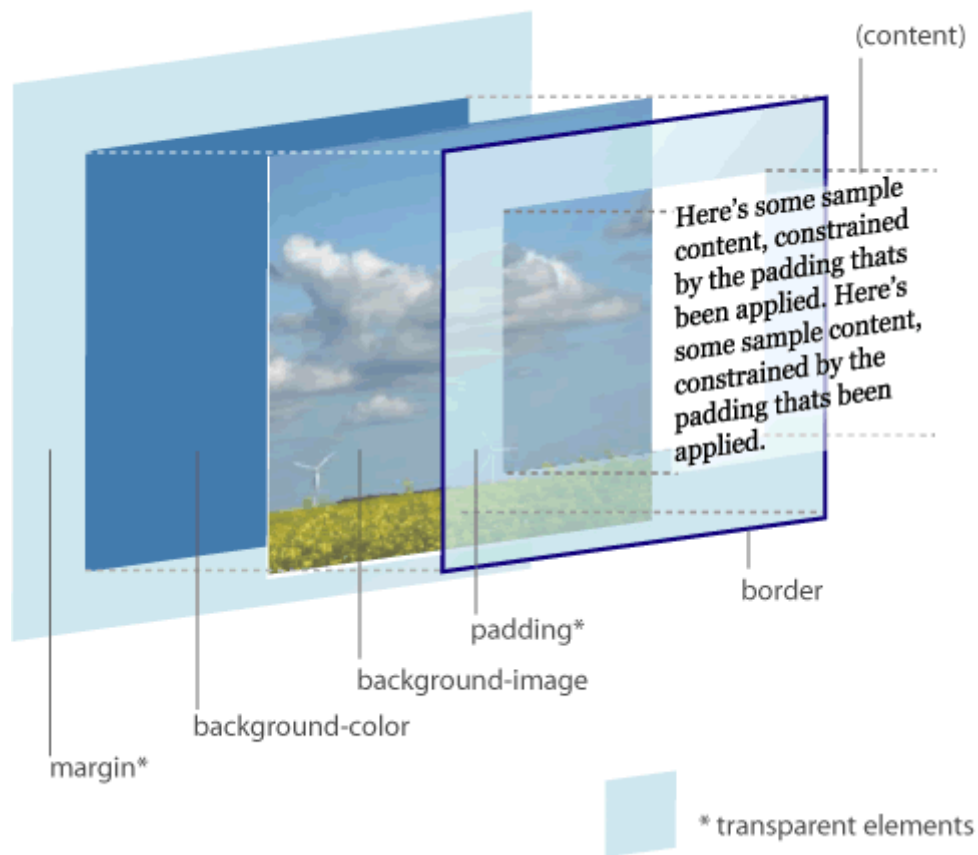 (content)
Here’s some sample
content, constrained
by the padding thats
been applied. Here’s
some sample content,
constrained by the
padding thats been
applied.
border
padding*
background-image
background-color
margin*
* transparent elements